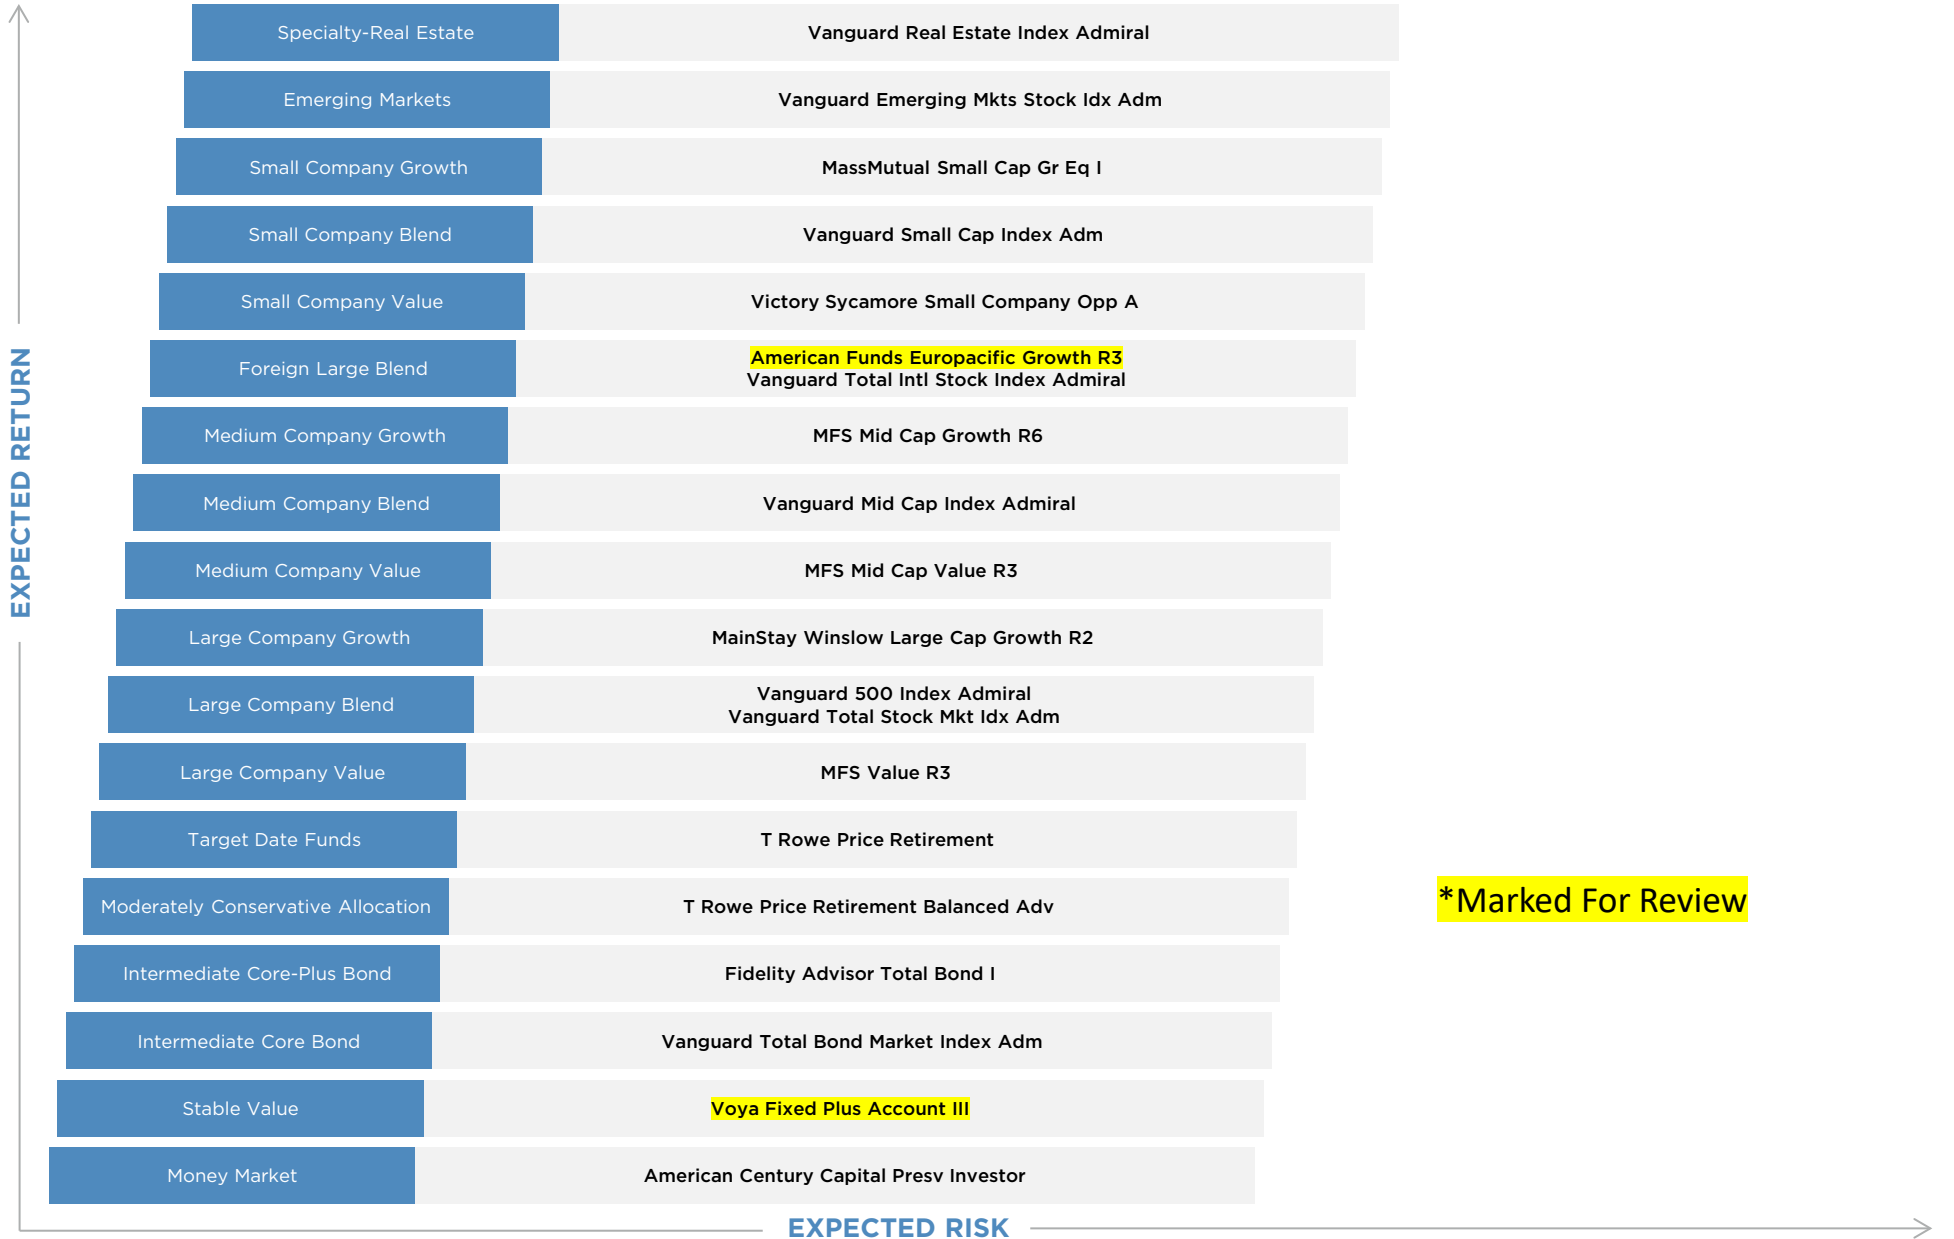 Specialty-Real Estate
Vanguard Real Estate Index Admiral
Emerging Markets
Vanguard Emerging Mkts Stock Idx Adm
Small Company Growth
MassMutual Small Cap Gr Eq I
Small Company Blend
Vanguard Small Cap Index Adm
Small Company Value
Victory Sycamore Small Company Opp A
Foreign Large Blend
American Funds Europacific Growth R3
Vanguard Total Intl Stock Index Admiral
Medium Company Growth
MFS Mid Cap Growth R6
Medium Company Blend
Vanguard Mid Cap Index Admiral
Medium Company Value
MFS Mid Cap Value R3
Large Company Growth
MainStay Winslow Large Cap Growth R2
Large Company Blend
Vanguard 500 Index Admiral
Vanguard Total Stock Mkt Idx Adm
Large Company Value
MFS Value R3
Target Date Funds
T Rowe Price Retirement
Moderately Conservative Allocation
T Rowe Price Retirement Balanced Adv
Intermediate Core-Plus Bond
Fidelity Advisor Total Bond I
Intermediate Core Bond
Vanguard Total Bond Market Index Adm
Stable Value
Voya Fixed Plus Account III
Money Market
American Century Capital Presv Investor
EXPECTED RETURN
EXPECTED RISK
*Marked For Review